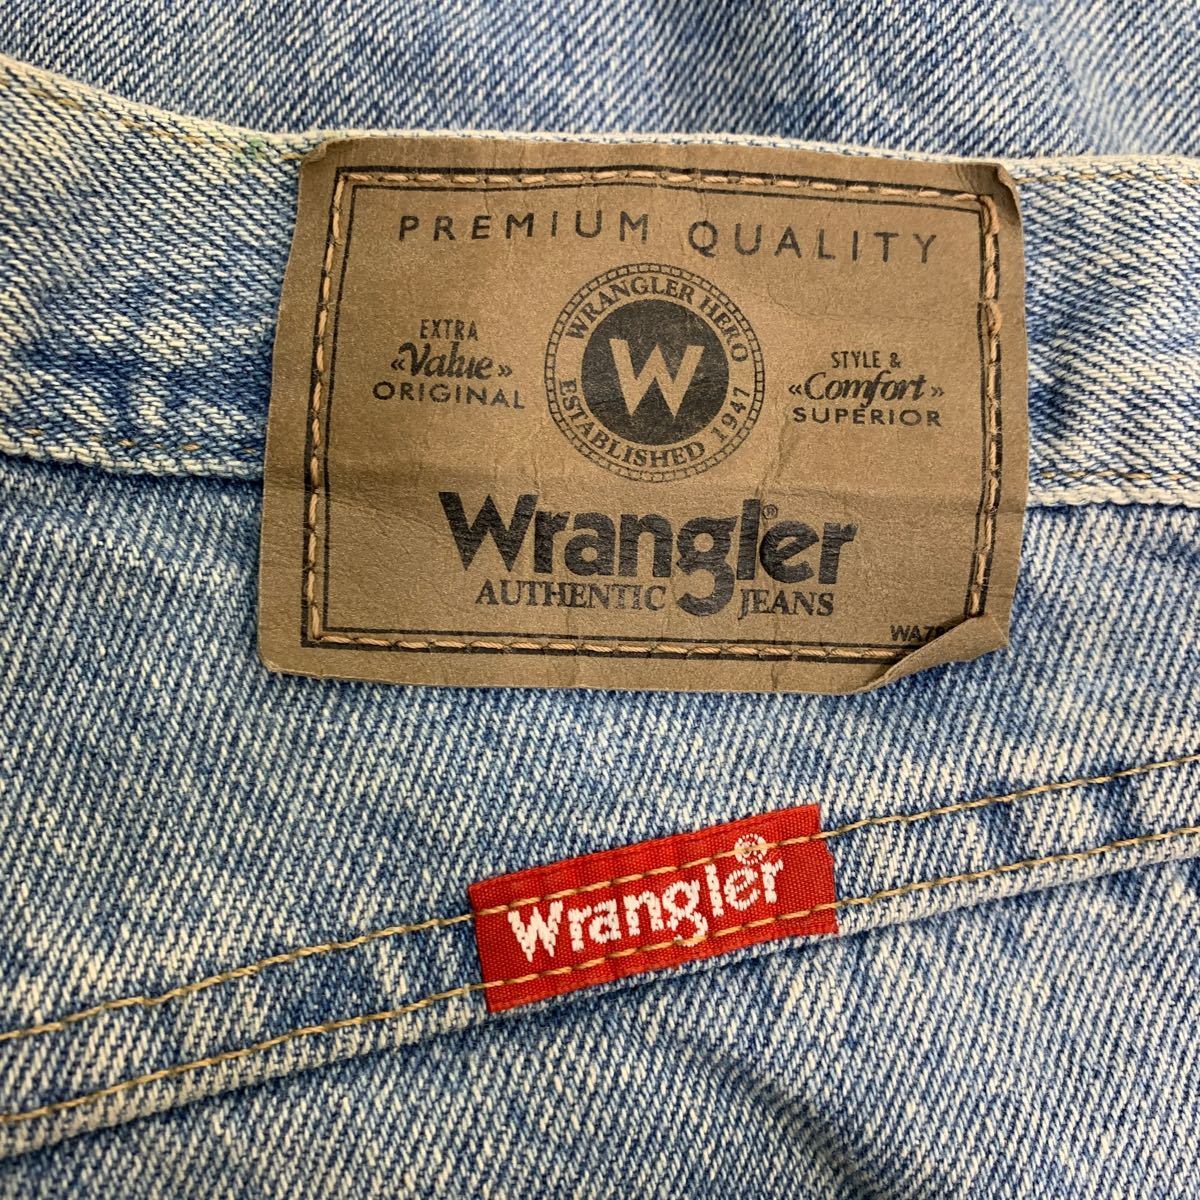 PREMIUM QUALITY
EXTRA
«Value»
ORIGINAL
WRANGLER HERO
W
ESTABLISHED 1947
STYLE &
«Comfort»
SUPERIOR
Wrangler®
AUTHENTIC JEANS
Wrangler®